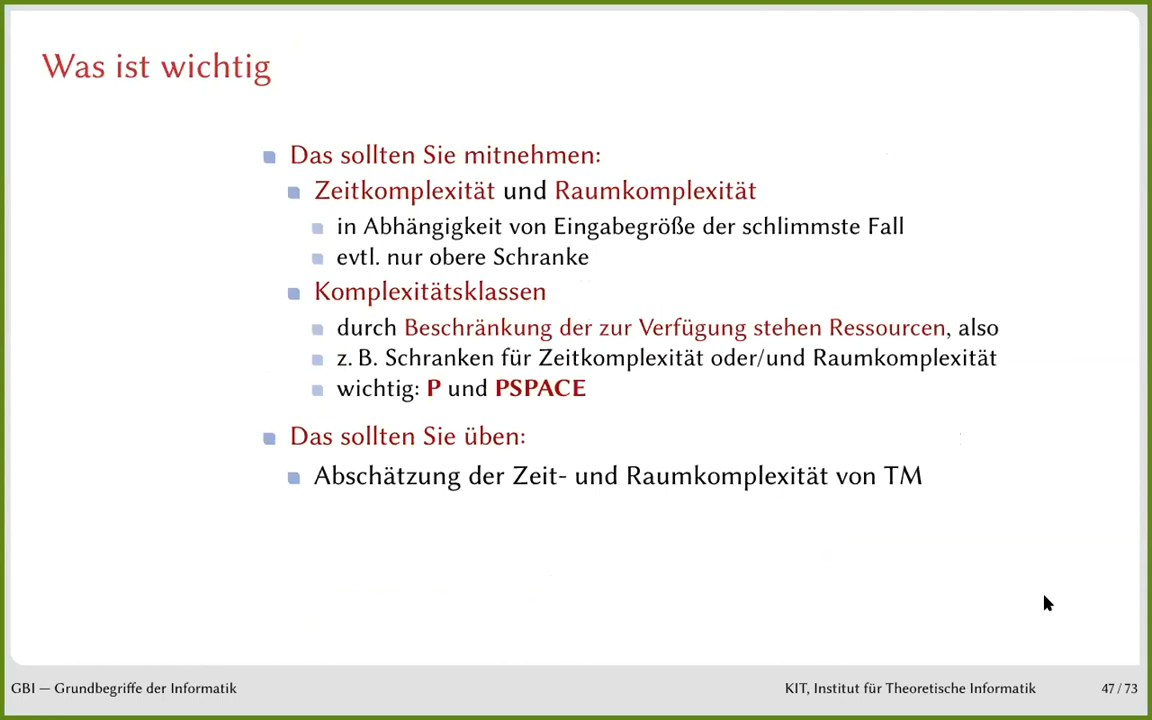 Was ist wichtig
Das sollten Sie mitnehmen:
Zeitkomplexität und Raumkomplexität
in Abhängigkeit von Eingabegröße der schlimmste Fall
evtl. nur obere Schranke
Komplexitätsklassen
durch Beschränkung der zur Verfügung stehen Ressourcen, also
z. B. Schranken für Zeitkomplexität oder/und Raumkomplexität
wichtig: P und PSPACE
Das sollten Sie üben:
Abschätzung der Zeit- und Raumkomplexität von TM
GBI — Grundbegriffe der Informatik
KIT, Institut für Theoretische Informatik
47 / 73